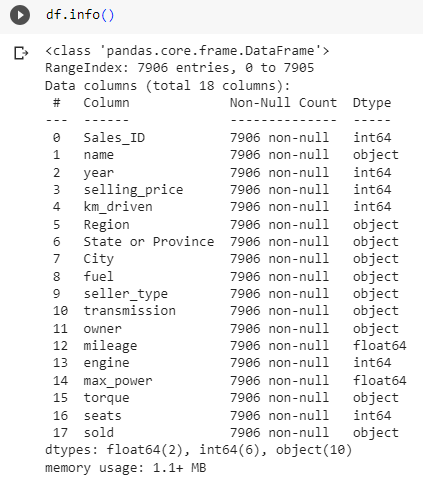 df.info()
<class 'pandas.core.frame.DataFrame'>
RangeIndex: 7906 entries, 0 to 7905
Data columns (total 18 columns):
 #   Column             Non-Null Count  Dtype
---  ------             --------------  -----
 0   Sales_ID           7906 non-null   int64
 1   name               7906 non-null   object
 2   year               7906 non-null   int64
 3   selling_price      7906 non-null   int64
 4   km_driven          7906 non-null   int64
 5   Region             7906 non-null   object
 6   State or Province  7906 non-null   object
 7   City               7906 non-null   object
 8   fuel               7906 non-null   object
 9   seller_type        7906 non-null   object
 10  transmission       7906 non-null   object
 11  owner              7906 non-null   object
 12  mileage            7906 non-null   float64
 13  engine             7906 non-null   int64
 14  max_power          7906 non-null   float64
 15  torque             7906 non-null   object
 16  seats              7906 non-null   int64
 17  sold               7906 non-null   object
dtypes: float64(2), int64(6), object(10)
memory usage: 1.1+ MB